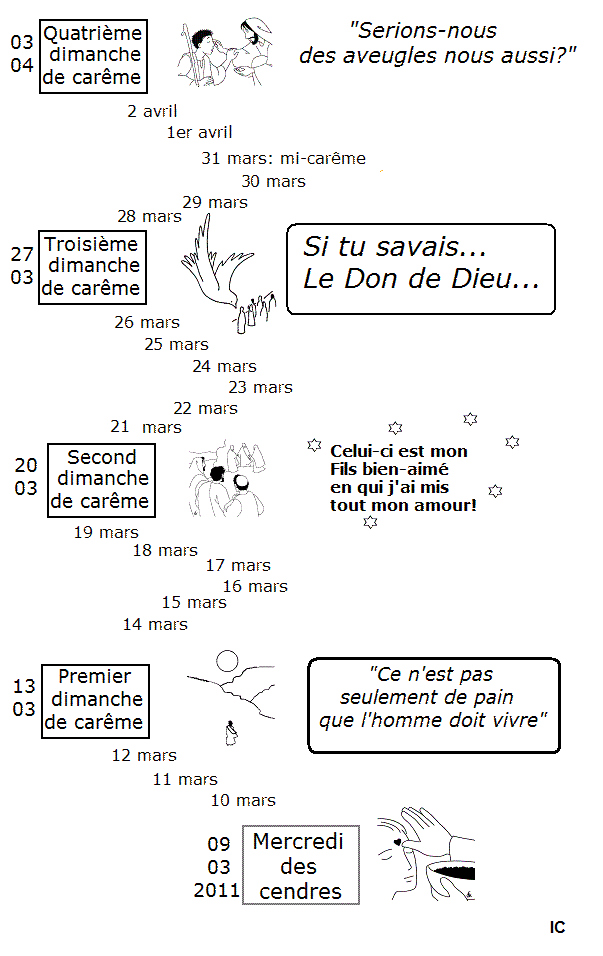 03
04
Quatrième
dimanche
de carême
"Serions-nous
des aveugles nous aussi?"
2 avril
1er avril
31 mars: mi-carême
30 mars
29 mars
28 mars
27
03
Troisième
dimanche
de carême
Si tu savais...
Le Don de Dieu...
26 mars
25 mars
24 mars
23 mars
22 mars
21 mars
20
03
Second
dimanche
de carême
Celui-ci est mon
Fils bien-aimé
en qui j'ai mis
tout mon amour!
19 mars
18 mars
17 mars
16 mars
15 mars
14 mars
13
03
Premier
dimanche
de carême
"Ce n'est pas
seulement de pain
que l'homme doit vivre"
12 mars
11 mars
10 mars
09
03
2011
Mercredi
des
cendres
IC